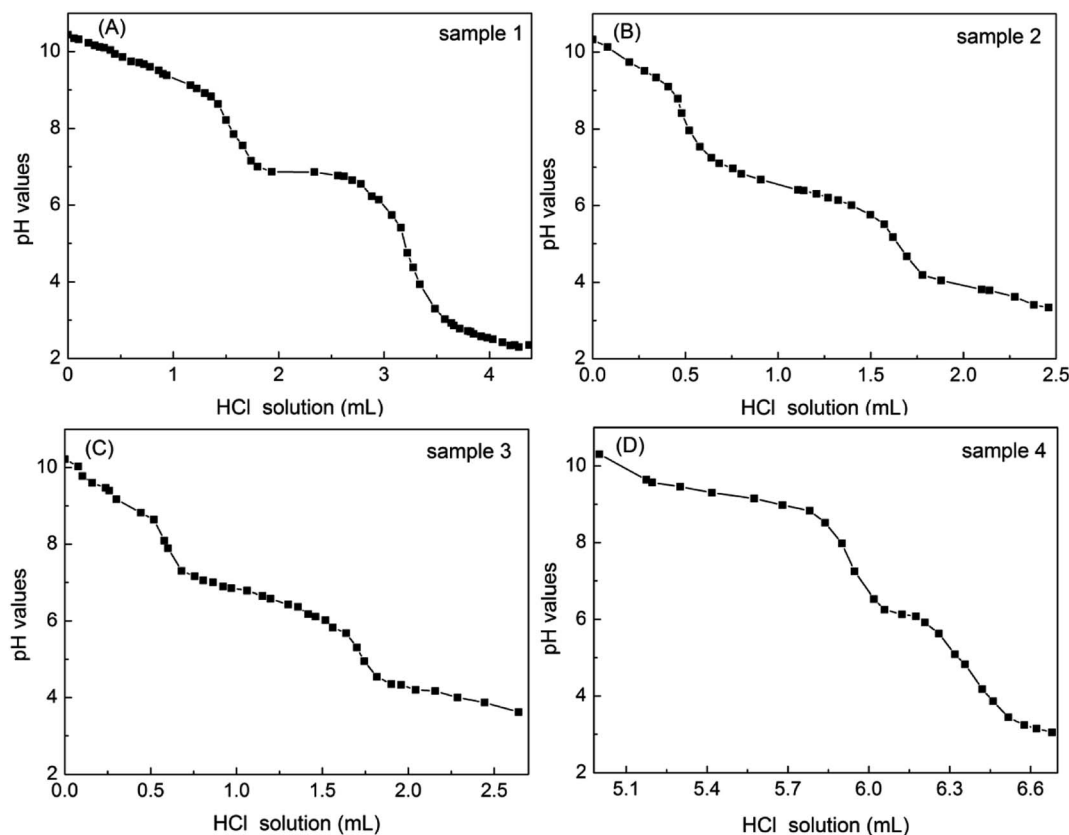 (A)
sample 1
10
8
6
4
2
pH values
0
1
2
3
4
HCl solution (mL)
(B)
sample 2
10
8
6
4
2
pH values
0.0
0.5
1.0
1.5
2.0
2.5
HCl solution (mL)
(C)
sample 3
10
8
6
4
2
pH values
0.0
0.5
1.0
1.5
2.0
2.5
HCl solution (mL)
(D)
sample 4
10
8
6
4
2
pH values
5.1
5.4
5.7
6.0
6.3
6.6
HCl solution (mL)